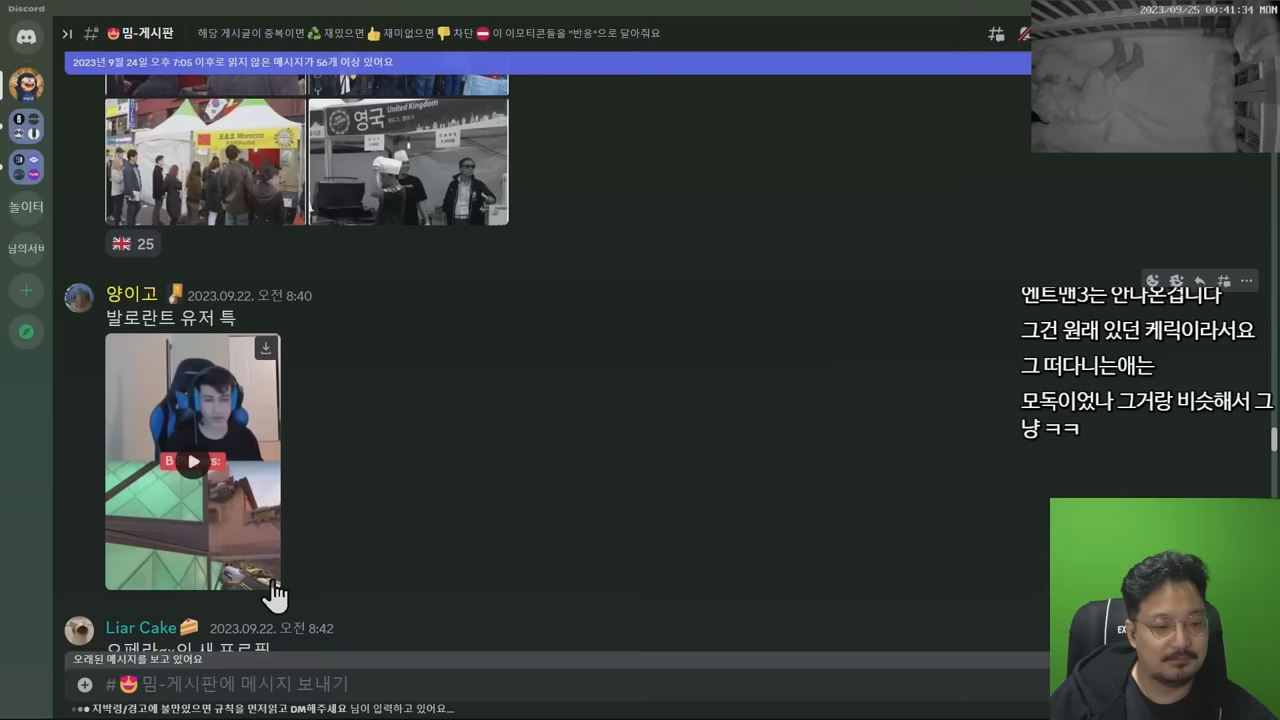 Discord
2023/09/25 00:41:34 MON
😍밈-게시판
해당 게시글이 중복이면♻️ 재밌으면👍 재미없으면👎 차단⛔ 이 이모티콘들을 "반응"으로 달아줘요
2023년 9월 24일 오후 7:05 이후로 읽지 않은 메시지가 56개 이상 있어요
모로코 Morocco
영국 United Kingdom
25
놀이터
님의서버
양이고 2023.09.22. 오전 8:40
발로란트 유저 특
엔트맨3는 안나온겁니다
그건 원래 있던 케릭이라서요
그 떠다니는애는
모독이었나 그거랑 비슷해서 그
냥 ㅋㅋ
Liar Cake🍰 2023.09.22. 오전 8:42
오래된 메시지를 보고 있어요
#😍밈-게시판에 메시지 보내기
지박령/경고에 불만있으면 규칙을 먼저읽고 DM해주세요 님이 입력하고 있어요...